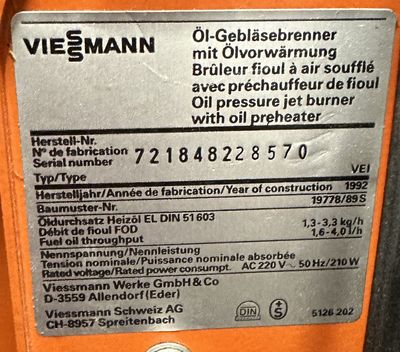 VIESSMANN
Öl-Gebläsebrenner
mit Ölvorwärmung
Brûleur fioul à air soufflé
avec préchauffeur de fioul
Oil pressure jet burner
with oil preheater
Herstell-Nr.
N° de fabrication
Serial number 721848228570
Typ/Type VEI
Herstelljahr/Année de fabrication/Year of construction 1992
Baumuster-Nr. 19778/89 S
Öldurchsatz Heizöl EL DIN 51603 1,3-3,3 kg/h
Débit de fioul FOD 1,6-4,0 l/h
Fuel oil throughput
Nennspannung/Nennleistung
Tension nominale/Puissance nominale absorbée
Rated voltage/Rated power consumpt. AC 220 V~ 50 Hz/210 W
Viessmann Werke GmbH & Co
D-3559 Allendorf (Eder)
Viessmann Schweiz AG
CH-8957 Spreitenbach
DIN
S
5126 202